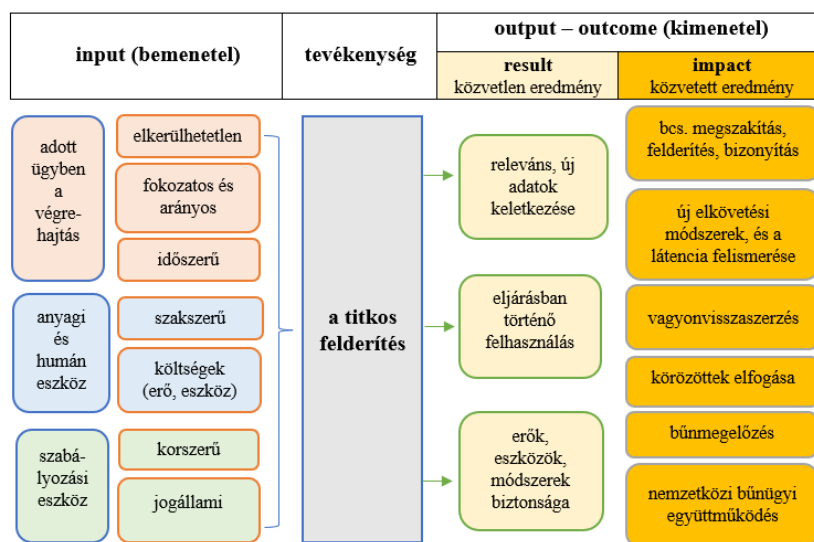 input (bemenetel)
tevékenység
output – outcome (kimenetel)
result
közvetlen eredmény
impact
közvetett eredmény
adott
ügyben
a
végre-
hajtás
elkerülhetetlen
fokozatos és
arányos
időszerű
anyagi
és
humán
eszköz
szakszerű
költségek
(erő, eszköz)
szabá-
lyozási
eszköz
korszerű
jogállami
a titkos
felderítés
releváns, új
adatok
keletkezése
eljárásban
történő
felhasználás
erők,
eszközök,
módszerek
biztonsága
bcs. megszakítás,
felderítés, bizonyítás
új elkövetési
módszerek, és a
látencia felismerése
vagyonvisszaszerzés
körözöttek elfogása
bűnmegelőzés
nemzetközi bűnügyi
együttműködés